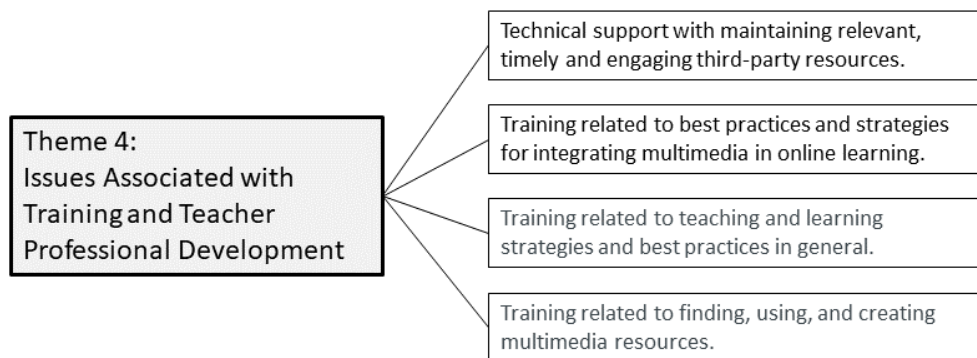 Theme 4:
Issues Associated with
Training and Teacher
Professional Development
Technical support with maintaining relevant,
timely and engaging third-party resources.
Training related to best practices and strategies
for integrating multimedia in online learning.
Training related to teaching and learning
strategies and best practices in general.
Training related to finding, using, and creating
multimedia resources.